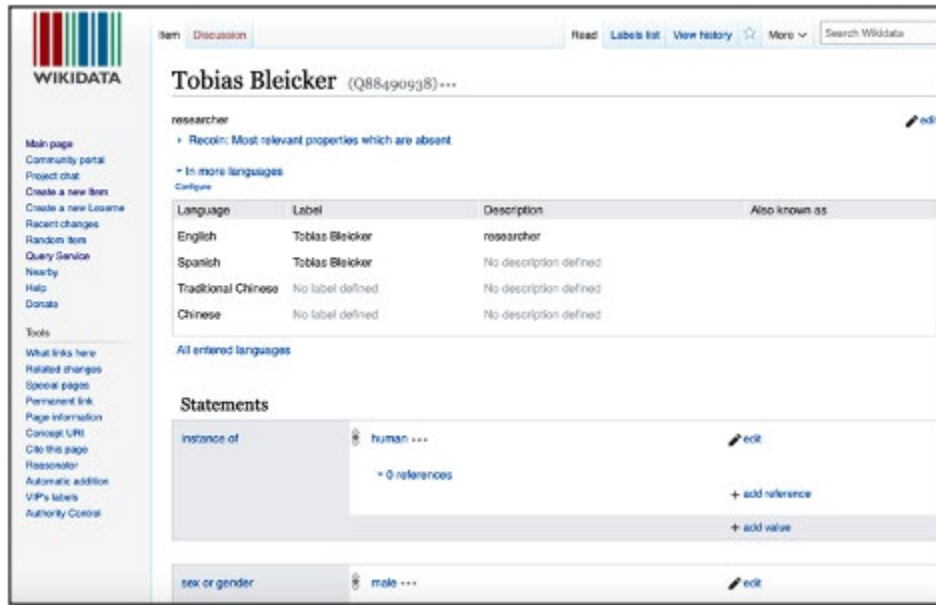 WIKIDATA
Item Discussion Read Labels list View history More Search Wikidata
Tobias Bleicker (Q88490938)
researcher
edit
Recoin: Most relevant properties which are absent
In more languages
Configure
Language Label Description Also known as
English Tobias Bleicker researcher
Spanish Tobias Bleicker No description defined
Traditional Chinese No label defined No description defined
Chinese No label defined No description defined
All entered languages
Main page
Community portal
Project chat
Create a new Item
Create a new Lexeme
Recent changes
Random Item
Query Service
Nearby
Help
Donate
Tools
What links here
Related changes
Special pages
Permanent link
Page information
Concept URI
Cite this page
Reasonator
Automatic addition
VIP's labels
Authority Control
Statements
instance of human edit
0 references
+ add reference
+ add value
sex or gender male edit